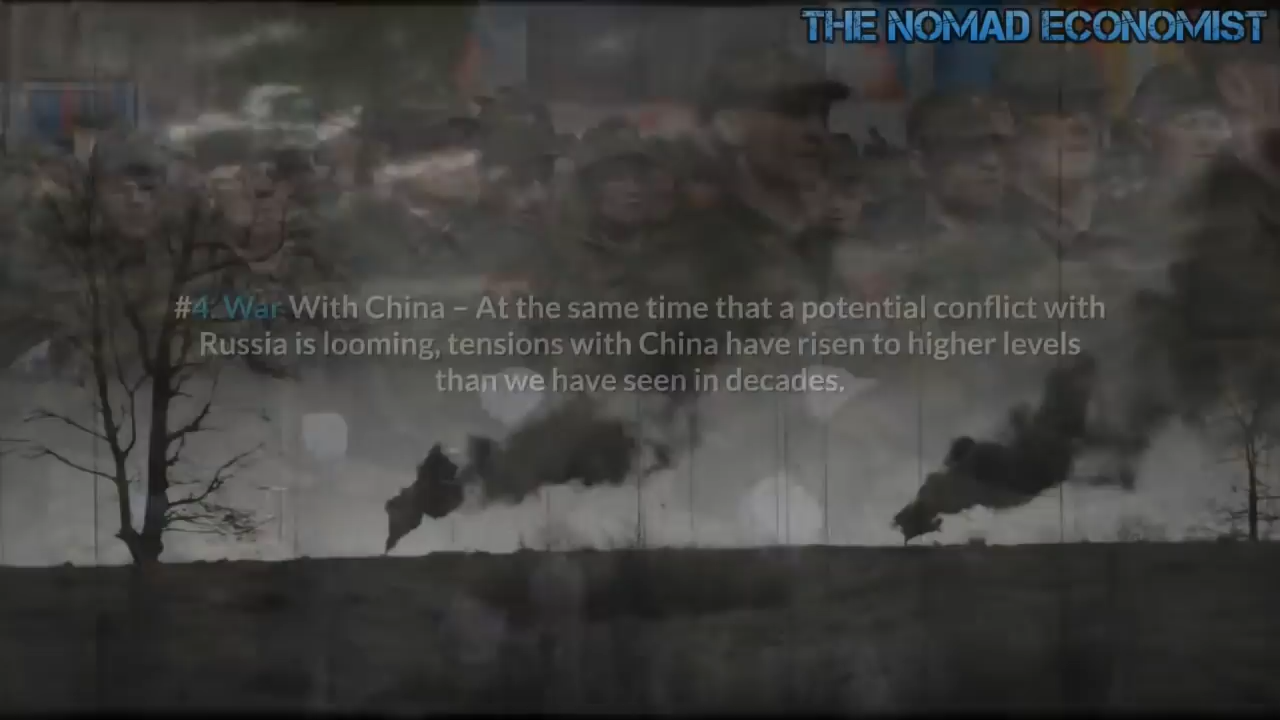 THE NOMAD ECONOMIST
#4: War With China – At the same time that a potential conflict with
Russia is looming, tensions with China have risen to higher levels
than we have seen in decades.